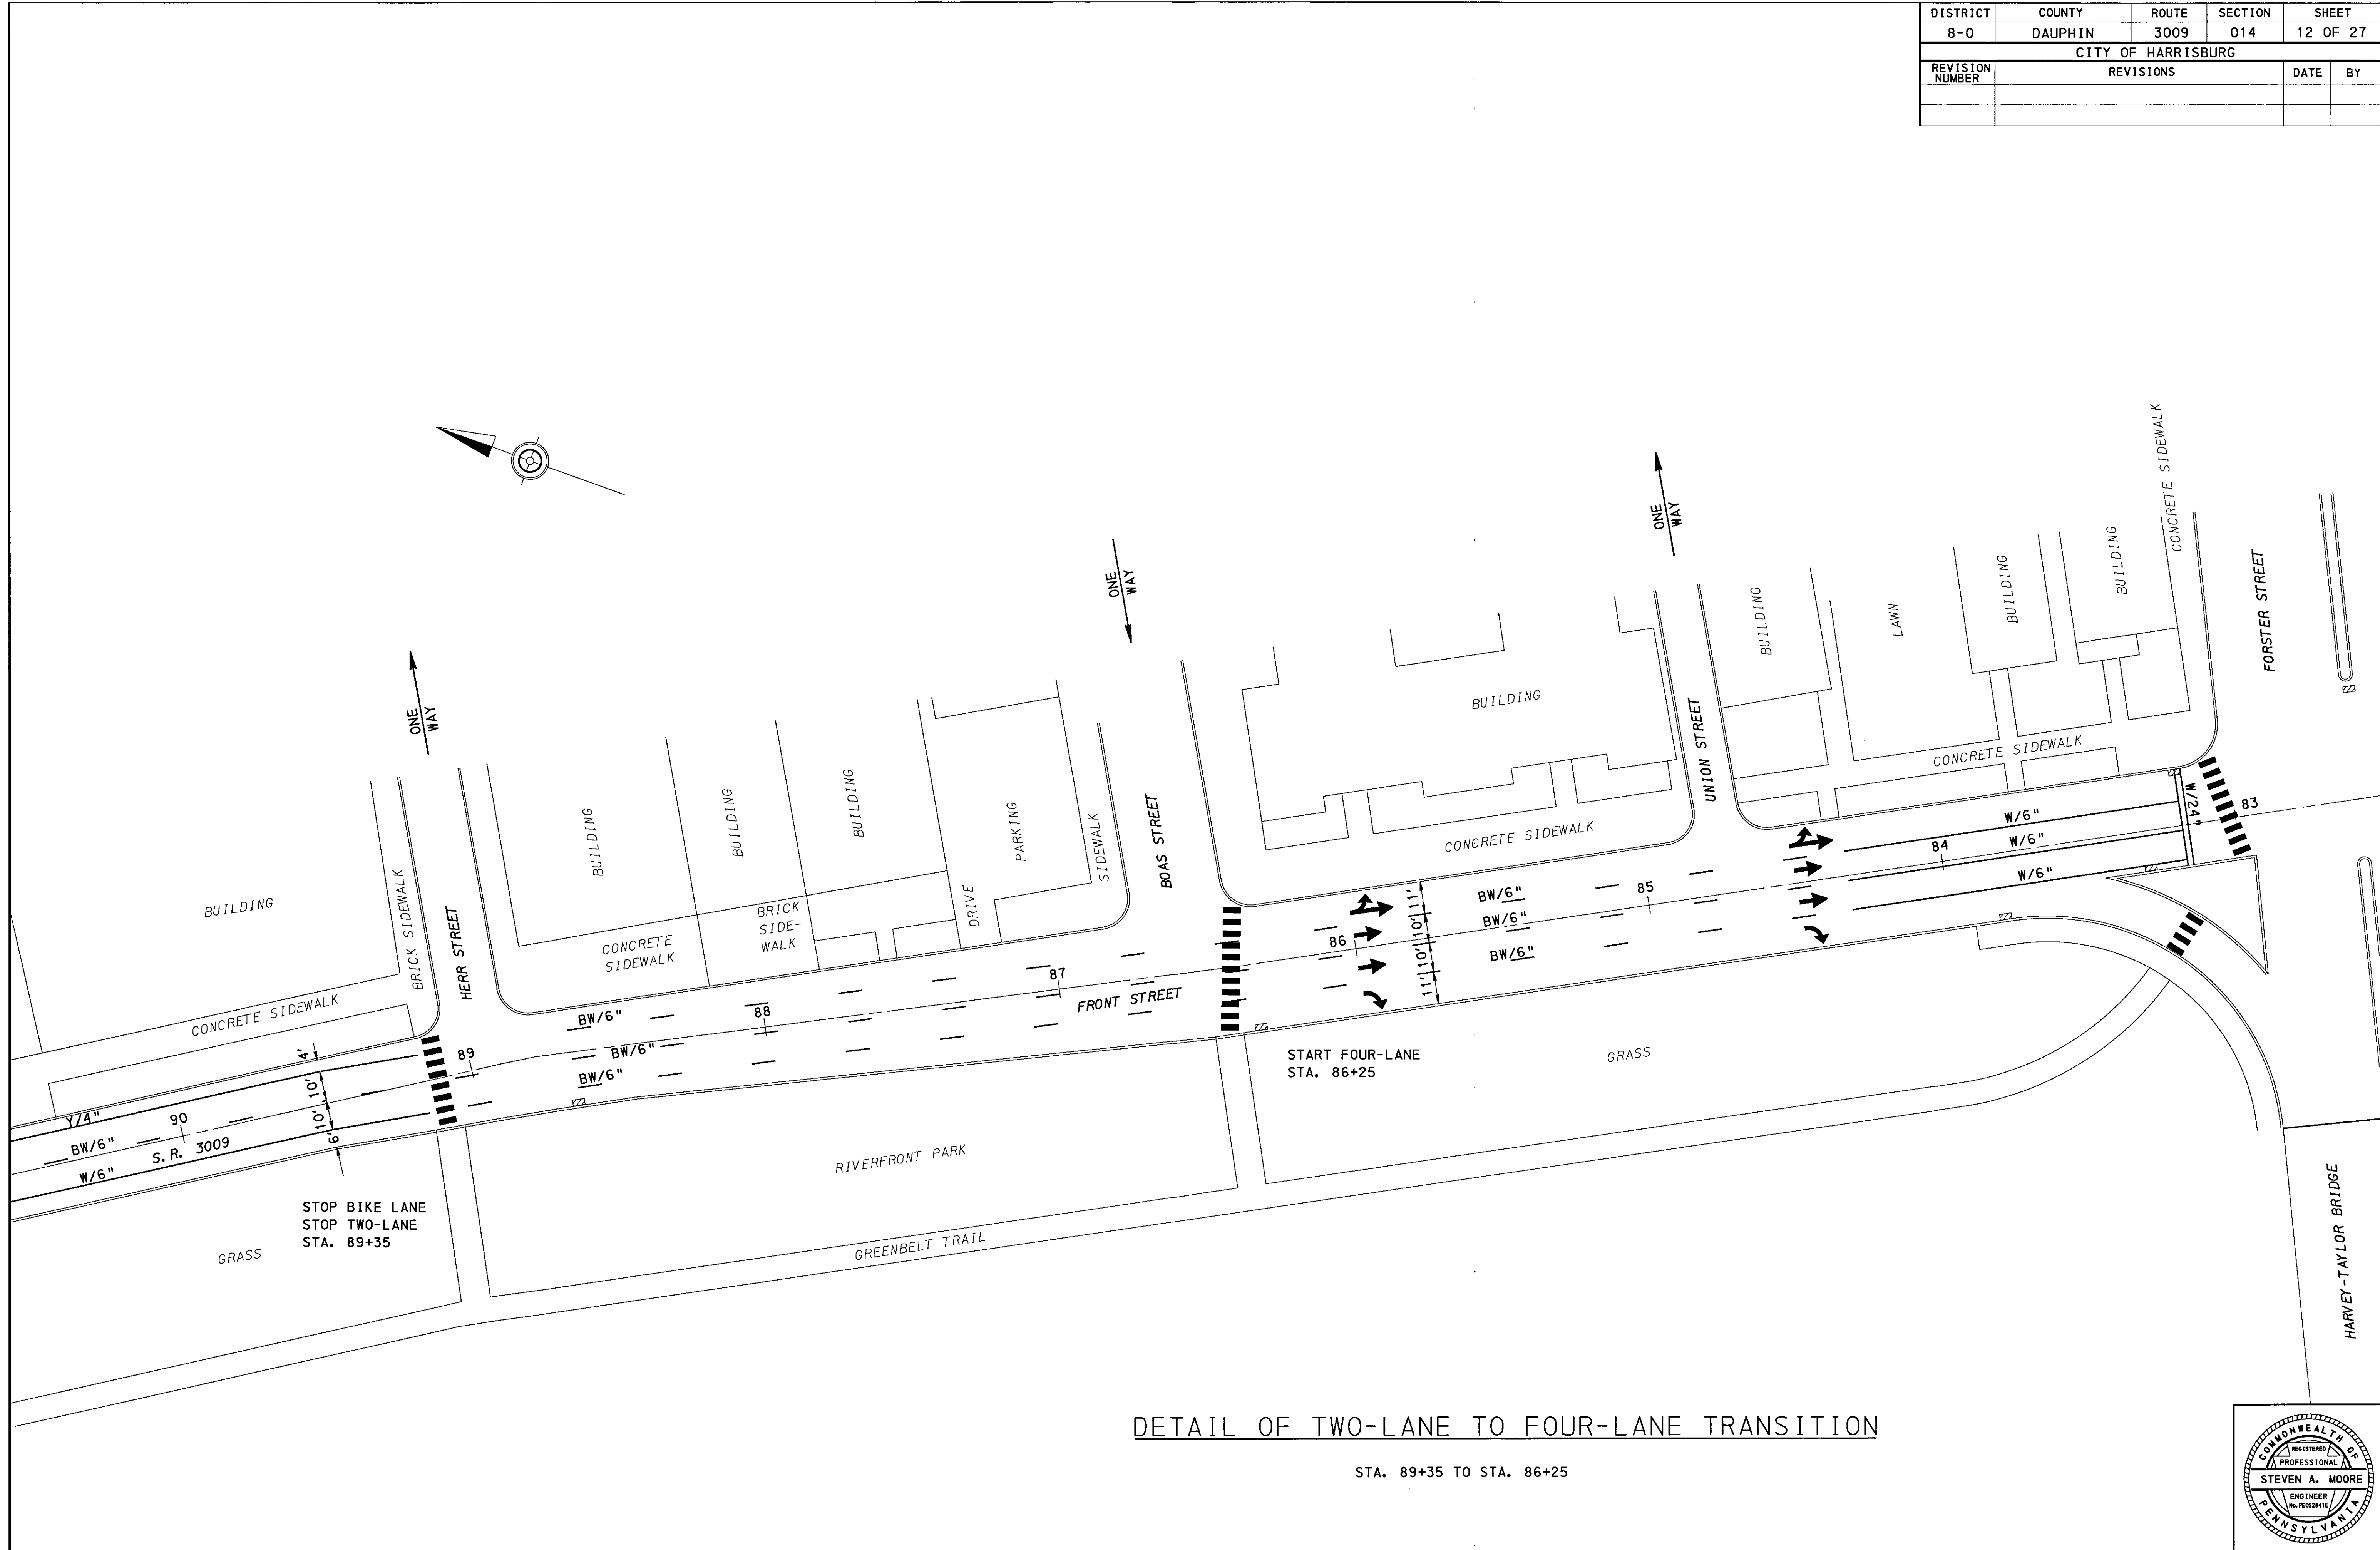 DISTRICT COUNTY ROUTE SECTION SHEET
8-0 DAUPHIN 3009 014 12 OF 27
CITY OF HARRISBURG
REVISION NUMBER REVISIONS DATE BY
ONE WAY
ONE WAY
ONE WAY
CONCRETE SIDEWALK
FORSTER STREET
BUILDING
BUILDING
LAWN
BUILDING
UNION STREET
CONCRETE SIDEWALK
BUILDING
CONCRETE SIDEWALK
BOAS STREET
SIDEWALK
PARKING
DRIVE
BUILDING
BRICK
SIDE-
WALK
BUILDING
BUILDING
CONCRETE
SIDEWALK
HERR STREET
BRICK SIDEWALK
BUILDING
CONCRETE SIDEWALK
W/24"
83
W/6"
W/6"
W/6"
84
85
BW/6"
BW/6"
BW/6"
11'
10'
10'
11'
86
87
FRONT STREET
88
BW/6"
BW/6"
BW/6"
89
4'
10'
10'
6'
Y/4"
90
BW/6"
S.R. 3009
W/6"
START FOUR-LANE
STA. 86+25
GRASS
STOP BIKE LANE
STOP TWO-LANE
STA. 89+35
GRASS
RIVERFRONT PARK
GREENBELT TRAIL
HARVEY-TAYLOR BRIDGE
DETAIL OF TWO-LANE TO FOUR-LANE TRANSITION
STA. 89+35 TO STA. 86+25
COMMONWEALTH OF
REGISTERED
PROFESSIONAL
STEVEN A. MOORE
ENGINEER
No. PE052841E
PENNSYLVANIA